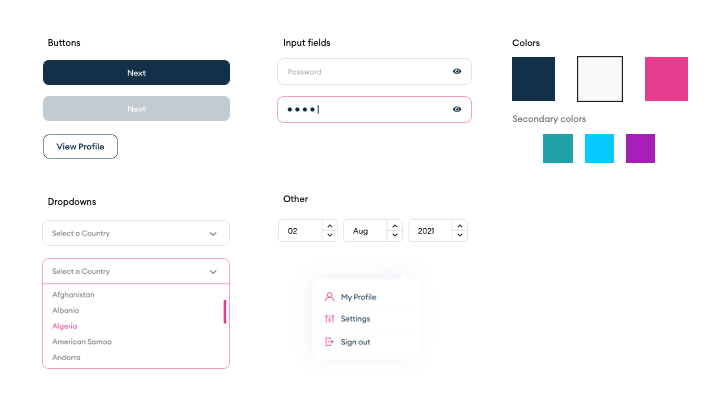 Buttons
Next
Next
View Profile
Input fields
Password
Colors
Secondary colors
Dropdowns
Select a Country
Select a Country
Afghanistan
Albania
Algeria
American Samoa
Andorra
Other
02 Aug 2021
My Profile
Settings
Sign out